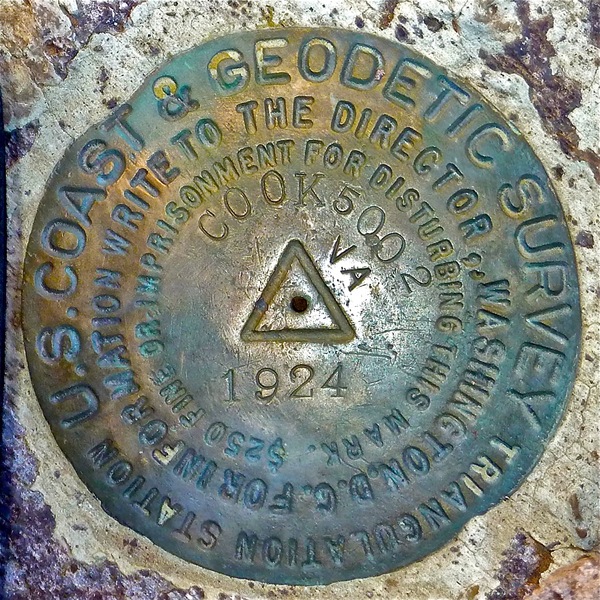 U.S. COAST & GEODETIC SURVEY
TRIANGULATION STATION
FOR INFORMATION WRITE TO THE DIRECTOR, WASHINGTON, D.C.
$250 FINE OR IMPRISONMENT FOR DISTURBING THIS MARK.
COOK 500 2
VA
1924